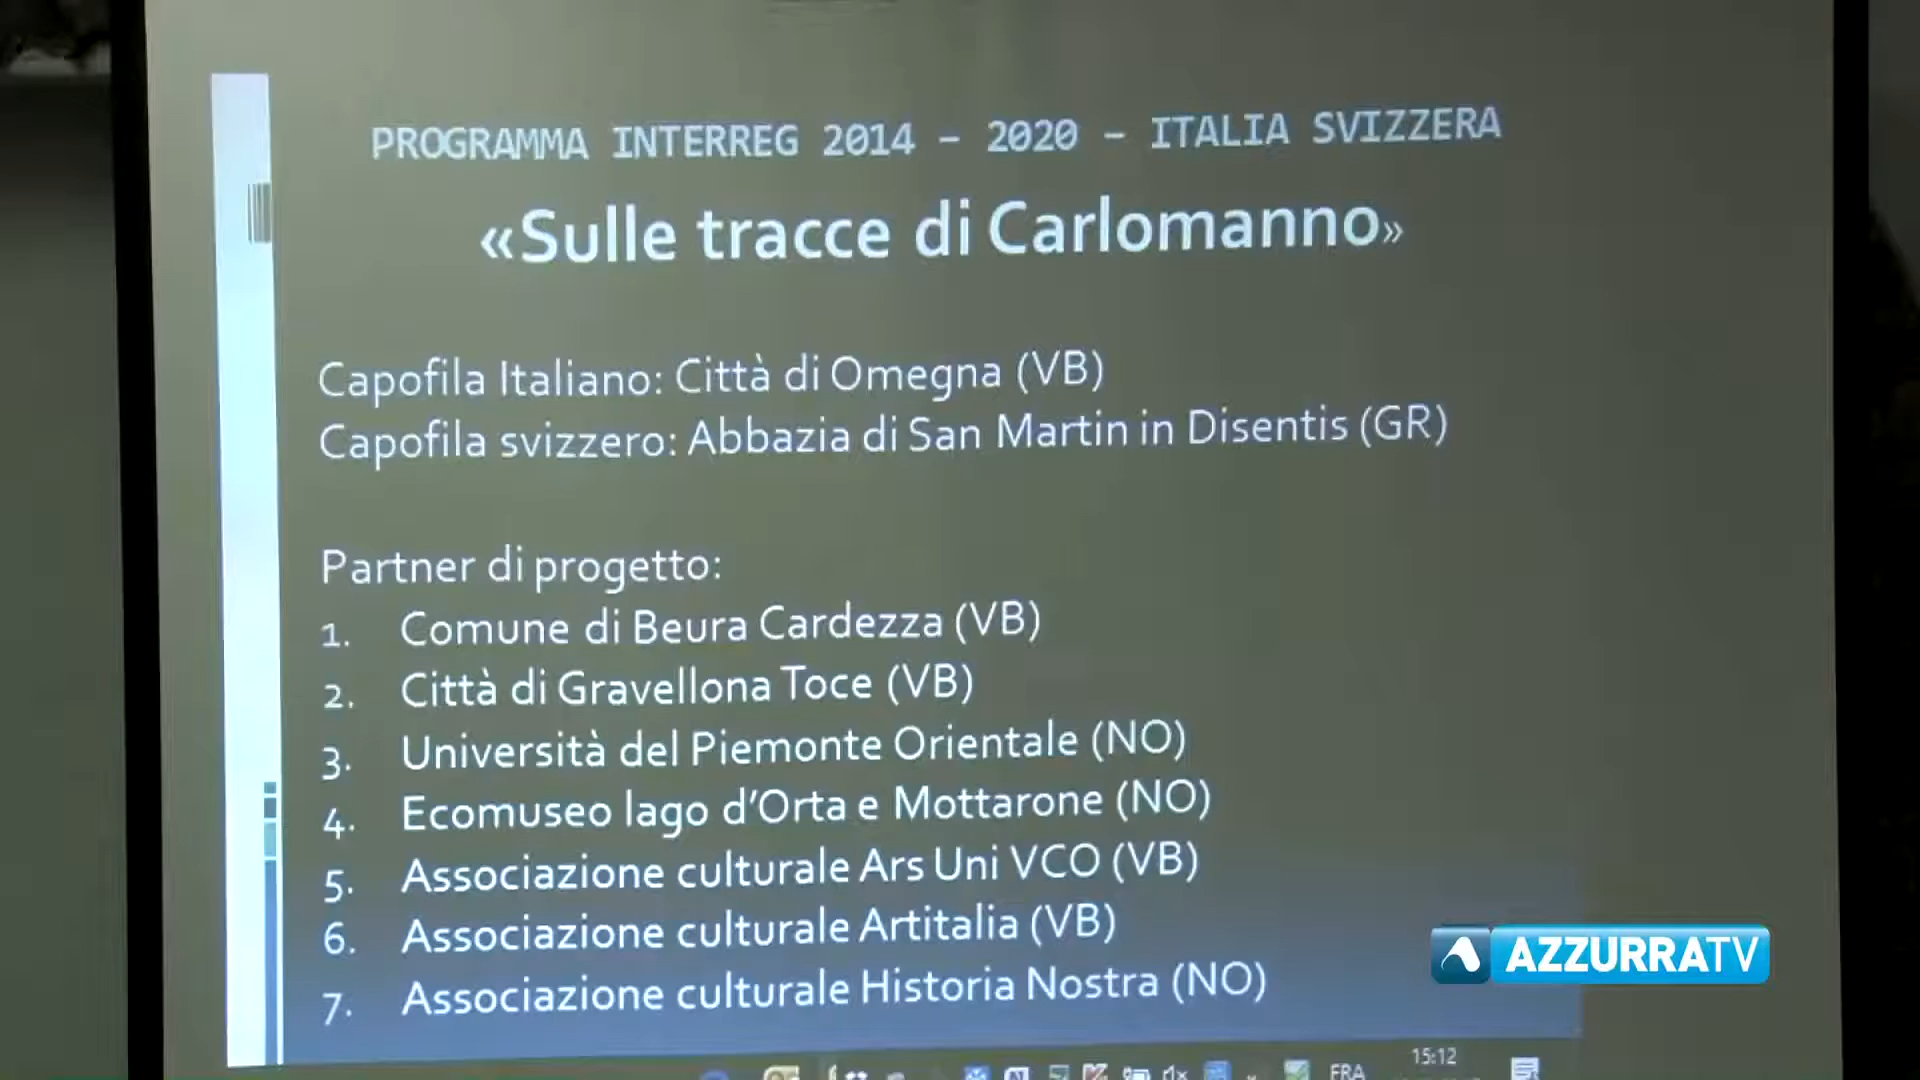 PROGRAMMA INTERREG 2014 – 2020 – ITALIA SVIZZERA
«Sulle tracce di Carlomanno»
Capofila Italiano: Città di Omegna (VB)
Capofila svizzero: Abbazia di San Martin in Disentis (GR)
Partner di progetto:
1. Comune di Beura Cardezza (VB)
2. Città di Gravellona Toce (VB)
3. Università del Piemonte Orientale (NO)
4. Ecomuseo lago d’Orta e Mottarone (NO)
5. Associazione culturale Ars Uni VCO (VB)
6. Associazione culturale Artitalia (VB)
7. Associazione culturale Historia Nostra (NO)
AZZURRATV
FRA
15:12